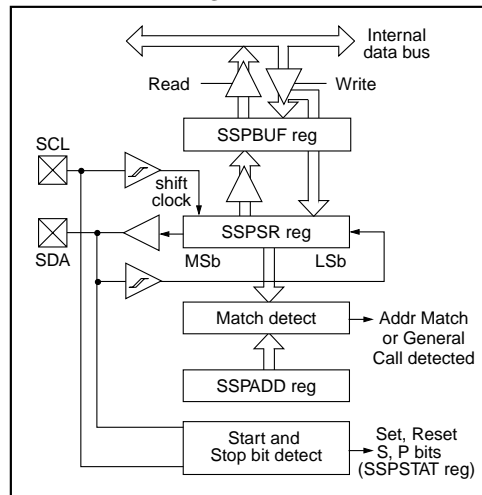 Internal
data bus
Read
Write
SSPBUF reg
SCL
shift
clock
SSPSR reg
SDA
MSb
LSb
Match detect
Addr Match
or General
Call detected
SSPADD reg
Start and
Stop bit detect
Set, Reset
S, P bits
(SSPSTAT reg)